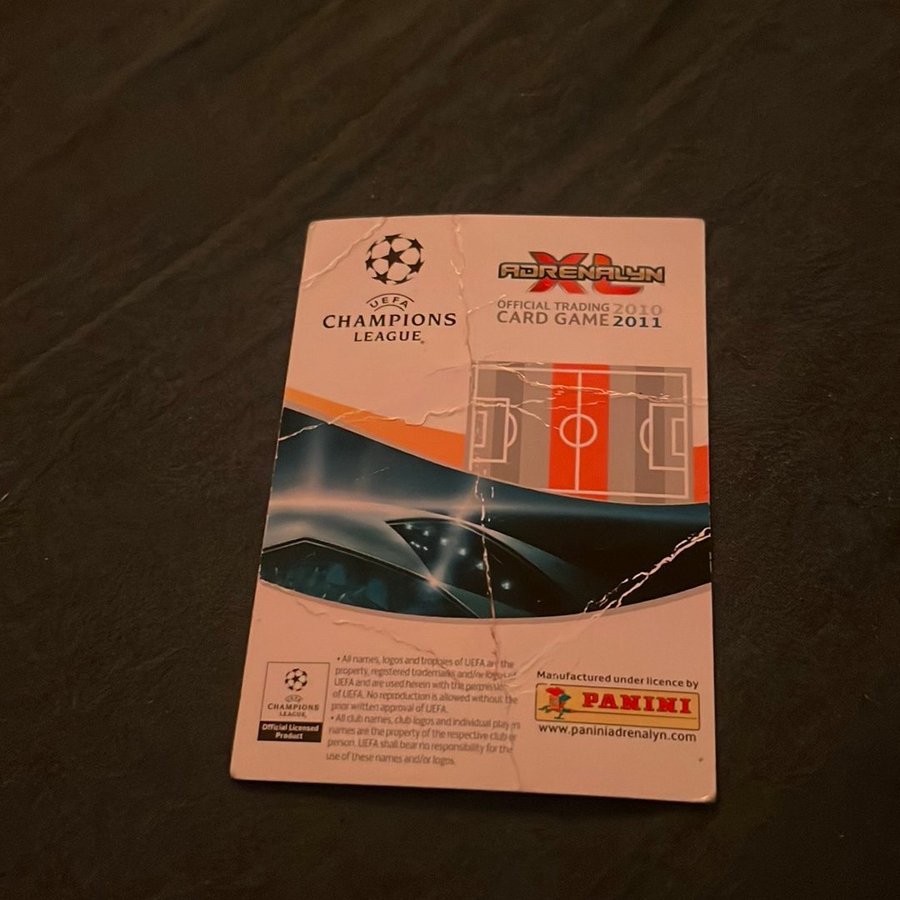 UEFA
CHAMPIONS
LEAGUE®
ADRENALYN XL
OFFICIAL TRADING 2010
CARD GAME 2011
• All names, logos and trophies of UEFA are the
property, registered trademarks and/or logos of
UEFA and are used herein with the permission
of UEFA. No reproduction is allowed without the
prior written approval of UEFA.
• All club names, club logos and individual players
names are the property of the respective club or
person. UEFA shall bear no responsibility for the
use of these names and/or logos.
UEFA
CHAMPIONS
LEAGUE
Official Licensed
Product
Manufactured under licence by
PANINI
www.paniniadrenalyn.com